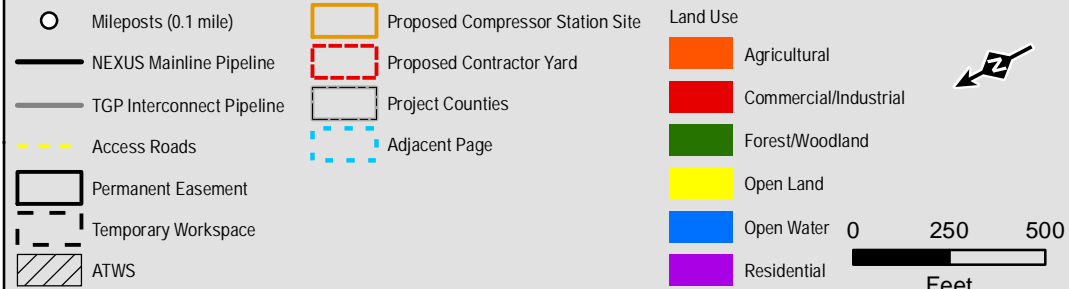 Mileposts (0.1 mile)
NEXUS Mainline Pipeline
TGP Interconnect Pipeline
Access Roads
Permanent Easement
Temporary Workspace
ATWS
Proposed Compressor Station Site
Proposed Contractor Yard
Project Counties
Adjacent Page
Land Use
Agricultural
Commercial/Industrial
Forest/Woodland
Open Land
Open Water
Residential
N
0 250 500
Feet